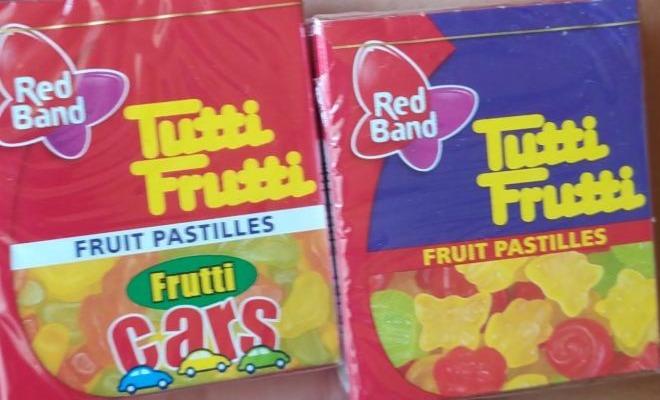 Red
Band
Tutti
Frutti
FRUIT PASTILLES
Frutti
cars
Red
Band
Tutti
Frutti
FRUIT PASTILLES